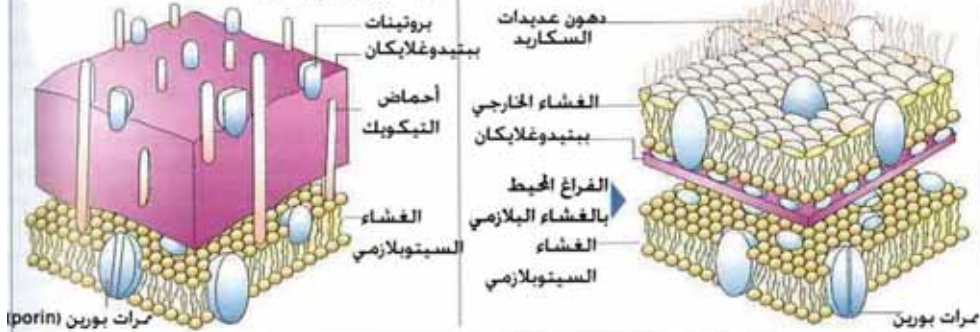 دهون عديدات
السكاريد
الغشاء الخارجي
ببتيدوغلايكان
الفراغ المحيط
بالغشاء البلازمي
الغشاء
السيتوبلازمي
ممرات بورين
بروتينات
ببتيدوغلايكان
أحماض
التيكويك
الغشاء
السيتوبلازمي
ممرات بورين (porin)